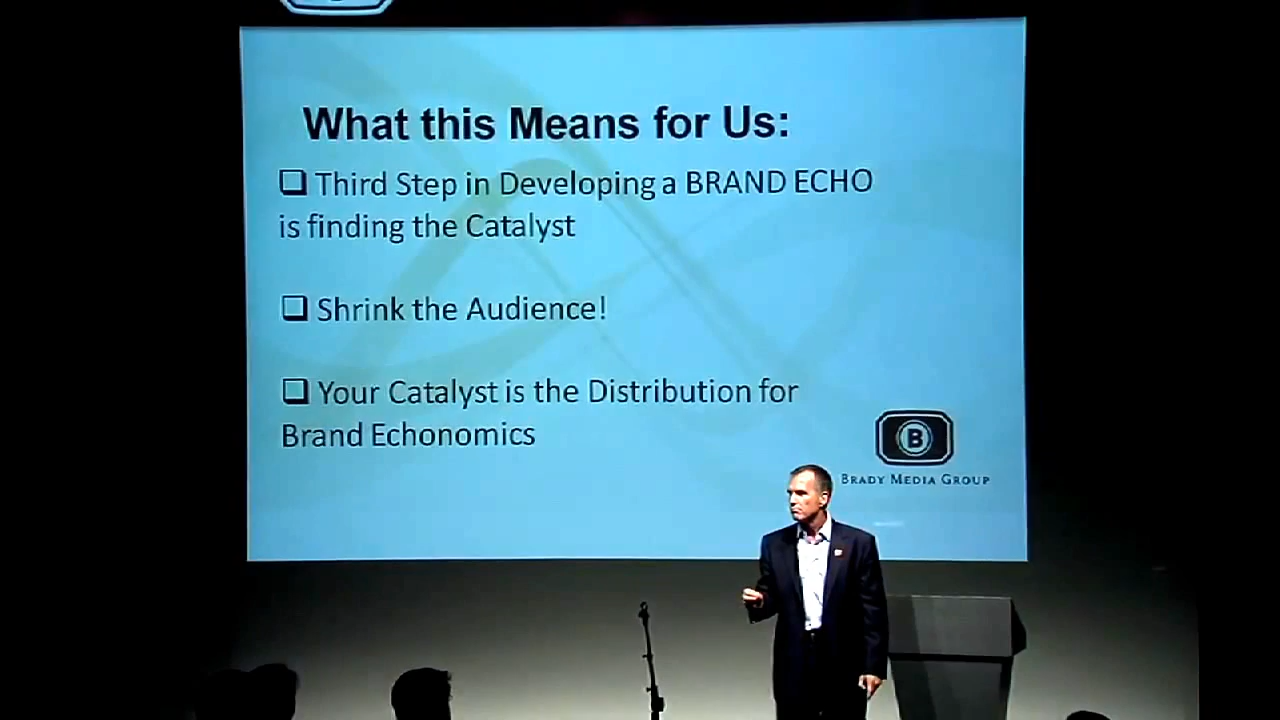 What this Means for Us:
❑ Third Step in Developing a BRAND ECHO
is finding the Catalyst
❑ Shrink the Audience!
❑ Your Catalyst is the Distribution for
Brand Echonomics
B
BRADY MEDIA GROUP